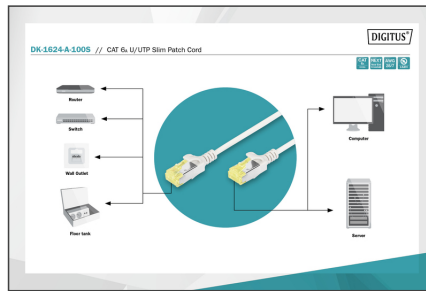 DIGITUS®
DK-1624-A-100S // CAT 6A U/UTP Slim Patch Cord
Router
Switch
Wall Outlet
Floor tank
Computer
Server